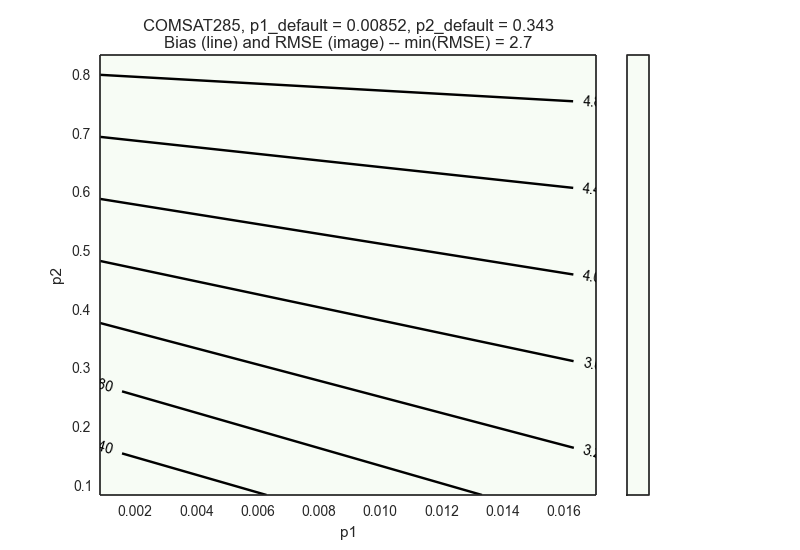 COMSAT285, p1_default = 0.00852, p2_default = 0.343
Bias (line) and RMSE (image) -- min(RMSE) = 2.7
0.8
0.7
0.6
0.5
0.4
0.3
0.2
0.1
p2
0.002 0.004 0.006 0.008 0.010 0.012 0.014 0.016
p1